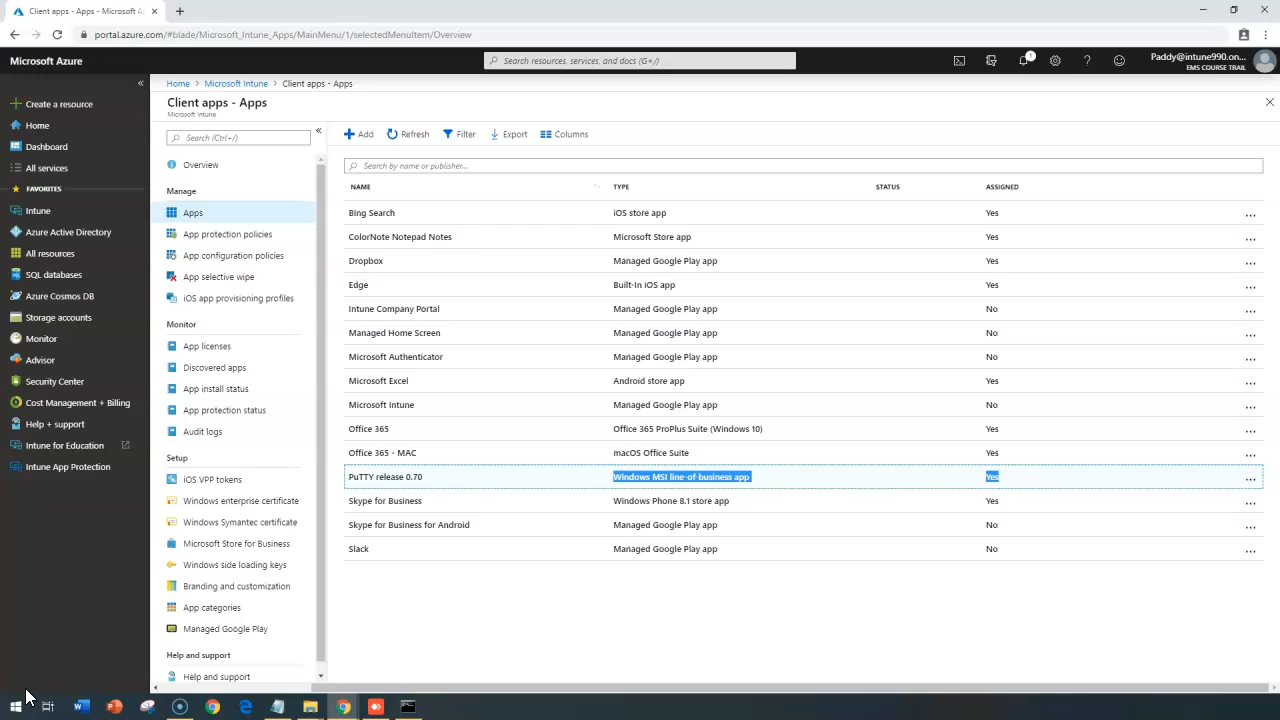 Client apps - Apps - Microsoft A
portal.azure.com/#blade/Microsoft_Intune_Apps/MainMenu/1/selectedMenuItem/Overview
Microsoft Azure
Search resources, services, and docs (G+/)
1
Paddy@intune990.on...
EMS COURSE TRAIL
Home > Microsoft Intune > Client apps - Apps
Client apps - Apps
Microsoft Intune
Create a resource
Home
Dashboard
All services
FAVORITES
Intune
Azure Active Directory
All resources
SQL databases
Azure Cosmos DB
Storage accounts
Monitor
Advisor
Security Center
Cost Management + Billing
Help + support
Intune for Education
Intune App Protection
Search (Ctrl+/)
Overview
Manage
Apps
App protection policies
App configuration policies
App selective wipe
iOS app provisioning profiles
Monitor
App licenses
Discovered apps
App install status
App protection status
Audit logs
Setup
iOS VPP tokens
Windows enterprise certificate
Windows Symantec certificate
Microsoft Store for Business
Windows side loading keys
Branding and customization
App categories
Managed Google Play
Help and support
Help and support
Add Refresh Filter Export Columns
Search by name or publisher...
NAME TYPE STATUS ASSIGNED
Bing Search iOS store app Yes ...
ColorNote Notepad Notes Microsoft Store app Yes ...
Dropbox Managed Google Play app Yes ...
Edge Built-In iOS app Yes ...
Intune Company Portal Managed Google Play app No ...
Managed Home Screen Managed Google Play app No ...
Microsoft Authenticator Managed Google Play app No ...
Microsoft Excel Android store app Yes ...
Microsoft Intune Managed Google Play app No ...
Office 365 Office 365 ProPlus Suite (Windows 10) Yes ...
Office 365 - MAC macOS Office Suite Yes ...
PuTTY release 0.70 Windows MSI line-of-business app Yes ...
Skype for Business Windows Phone 8.1 store app Yes ...
Skype for Business for Android Managed Google Play app No ...
Slack Managed Google Play app No ...